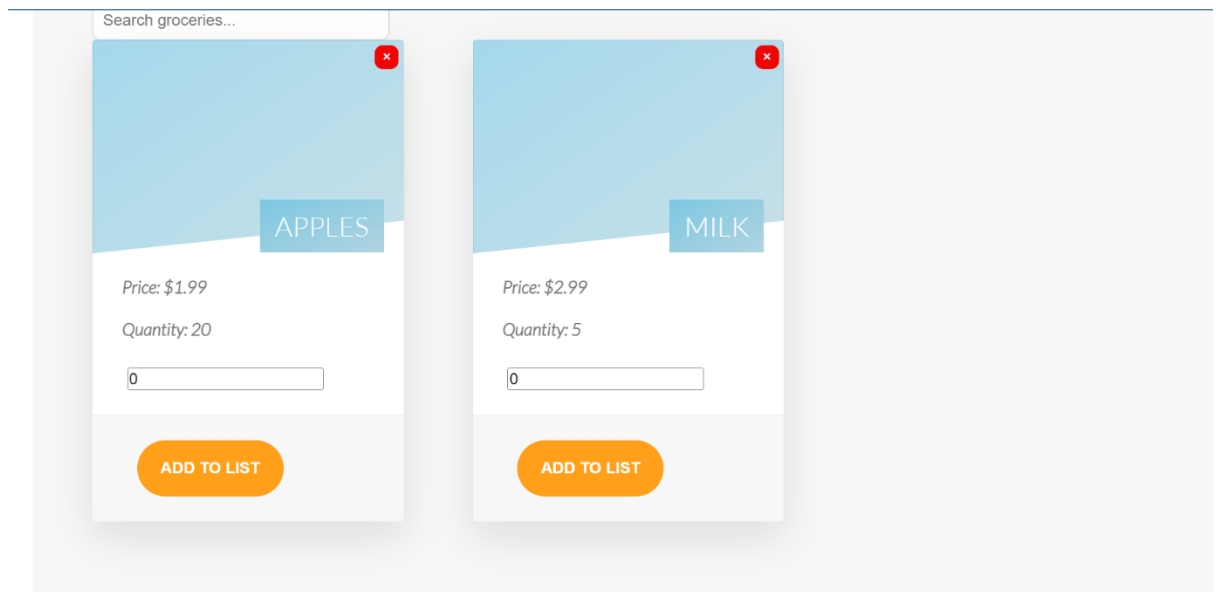 Search groceries...
×
APPLES
Price: $1.99
Quantity: 20
0
ADD TO LIST
×
MILK
Price: $2.99
Quantity: 5
0
ADD TO LIST